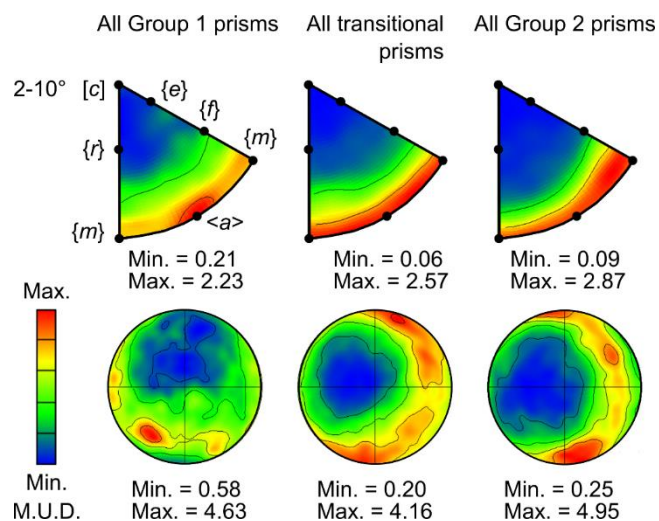 All Group 1 prisms
All transitional
prisms
All Group 2 prisms
2-10°
[c]
{e}
{f}
{r}
{m}
<a>
{m}
Min. = 0.21
Max. = 2.23
Min. = 0.06
Max. = 2.57
Min. = 0.09
Max. = 2.87
Max.
Min.
M.U.D.
Min. = 0.58
Max. = 4.63
Min. = 0.20
Max. = 4.16
Min. = 0.25
Max. = 4.95